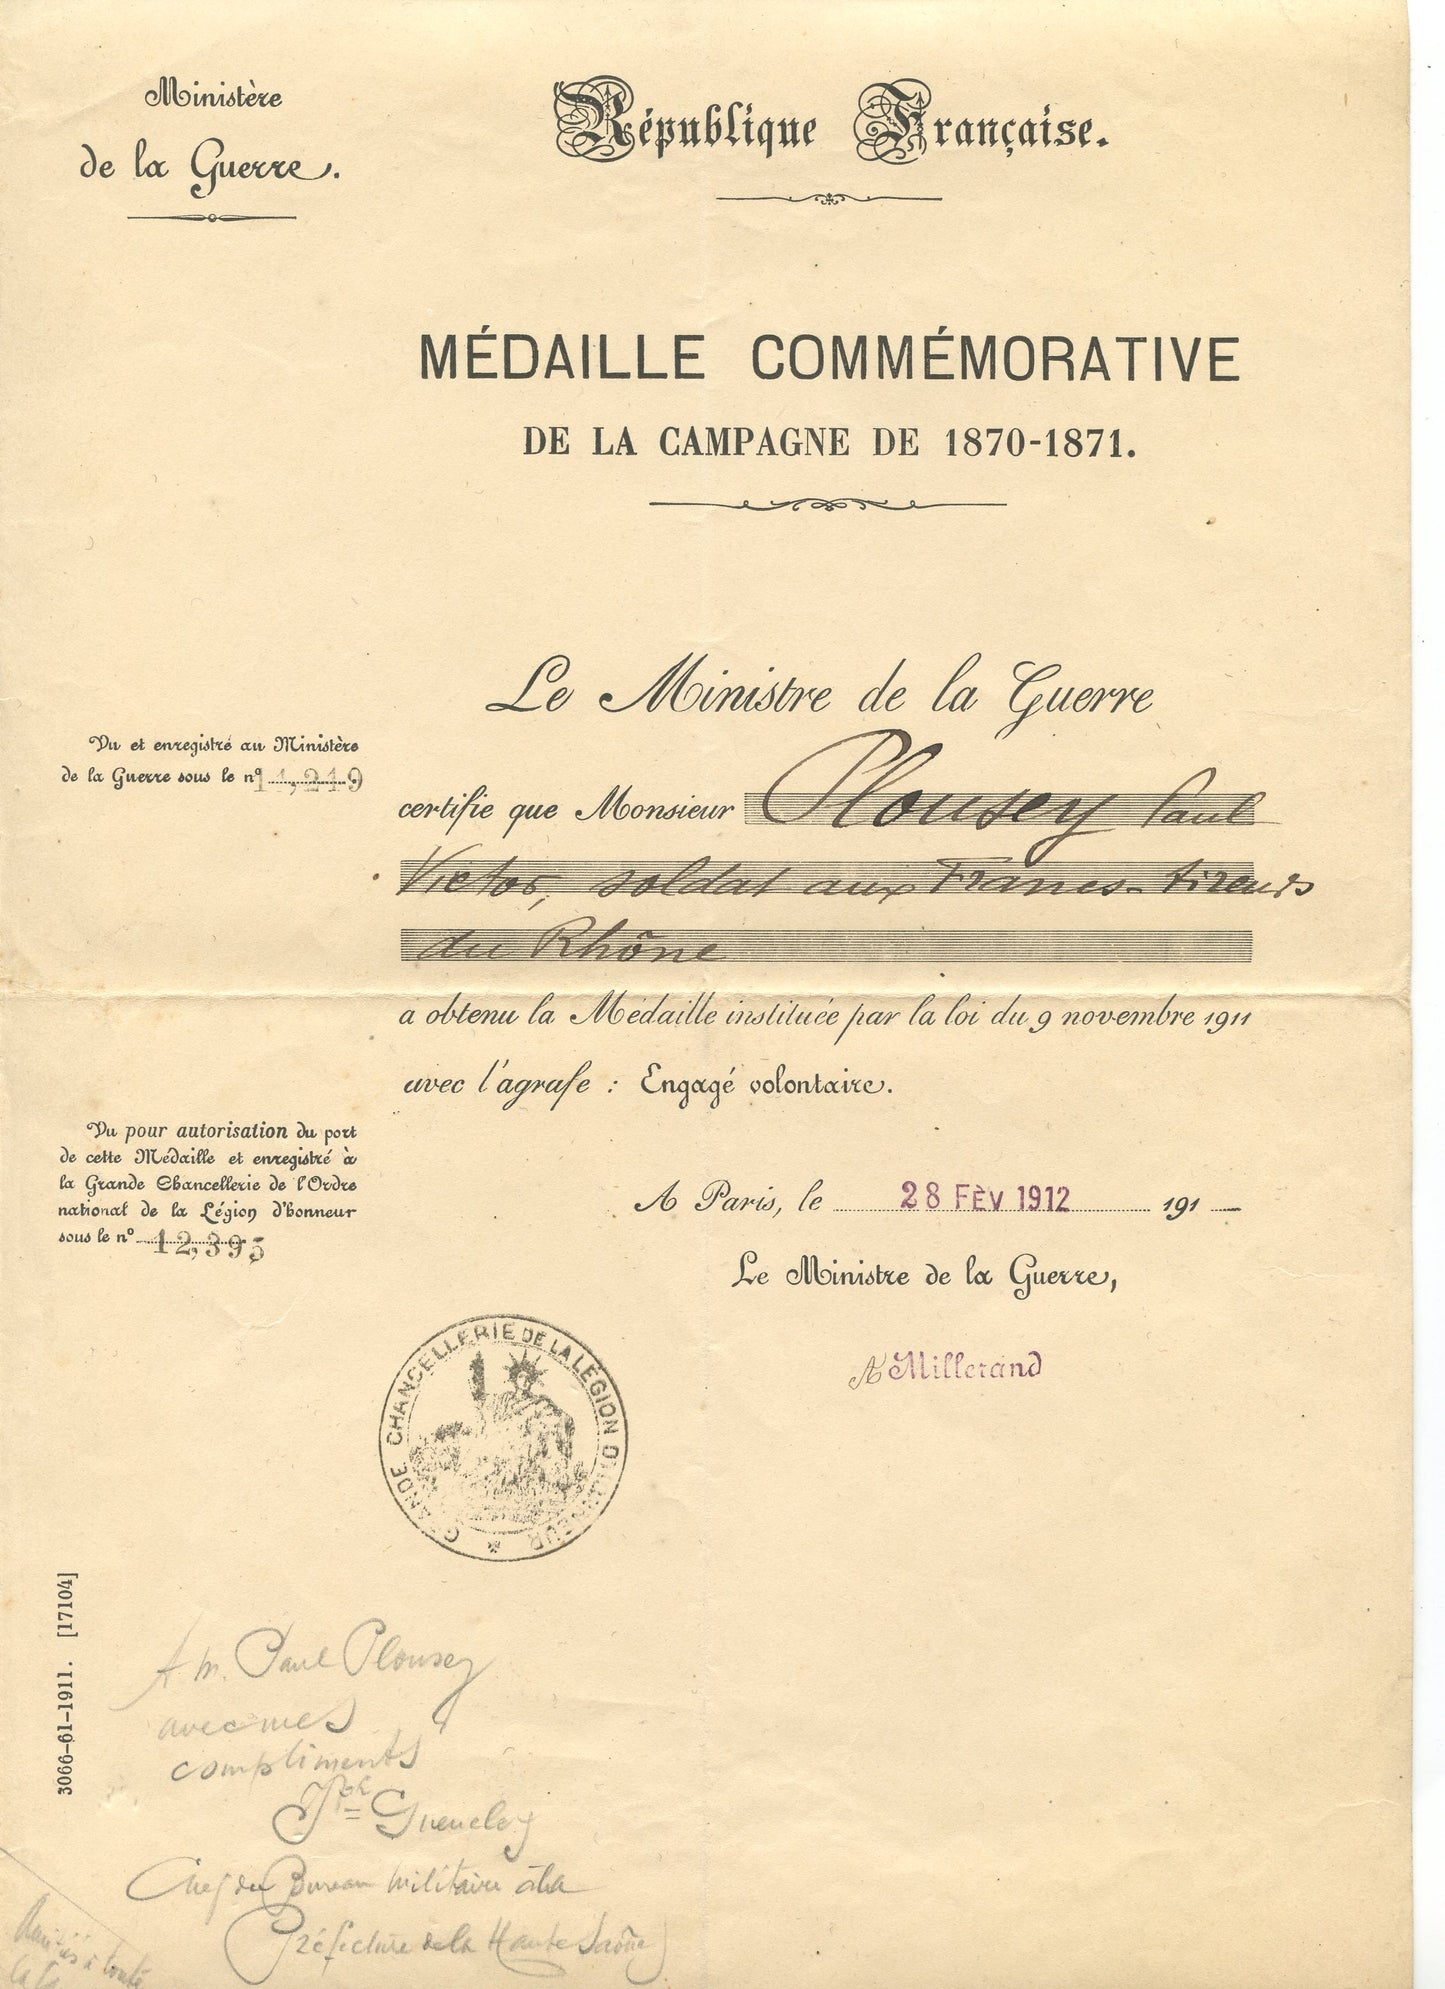 Ministère
de la Guerre.
République Française.
MÉDAILLE COMMÉMORATIVE
DE LA CAMPAGNE DE 1870-1871.
Le Ministre de la Guerre
Vu et enregistré au Ministère
de la Guerre sous le nº 14,219
certifie que Monsieur Plousey Paul
Victor, soldat aux Francs-tireurs
du Rhône
a obtenu la Médaille instituée par la loi du 9 novembre 1911
avec l'agrafe : Engagé volontaire.
Vu pour autorisation du port
de cette Médaille et enregistré à
la Grande Chancellerie de l'Ordre
national de la Légion d'honneur
sous le nº 12,395
A Paris, le 28 FÈV 1912 191
Le Ministre de la Guerre,
A Millerand
GRANDE CHANCELLERIE DE LA LÉGION D'HONNEUR
3066-61-1911. [17104]
A M. Paul Plousey
avec mes
compliments
Chef du Bureau militaire à la
Préfecture de la Haute Saône
à toute